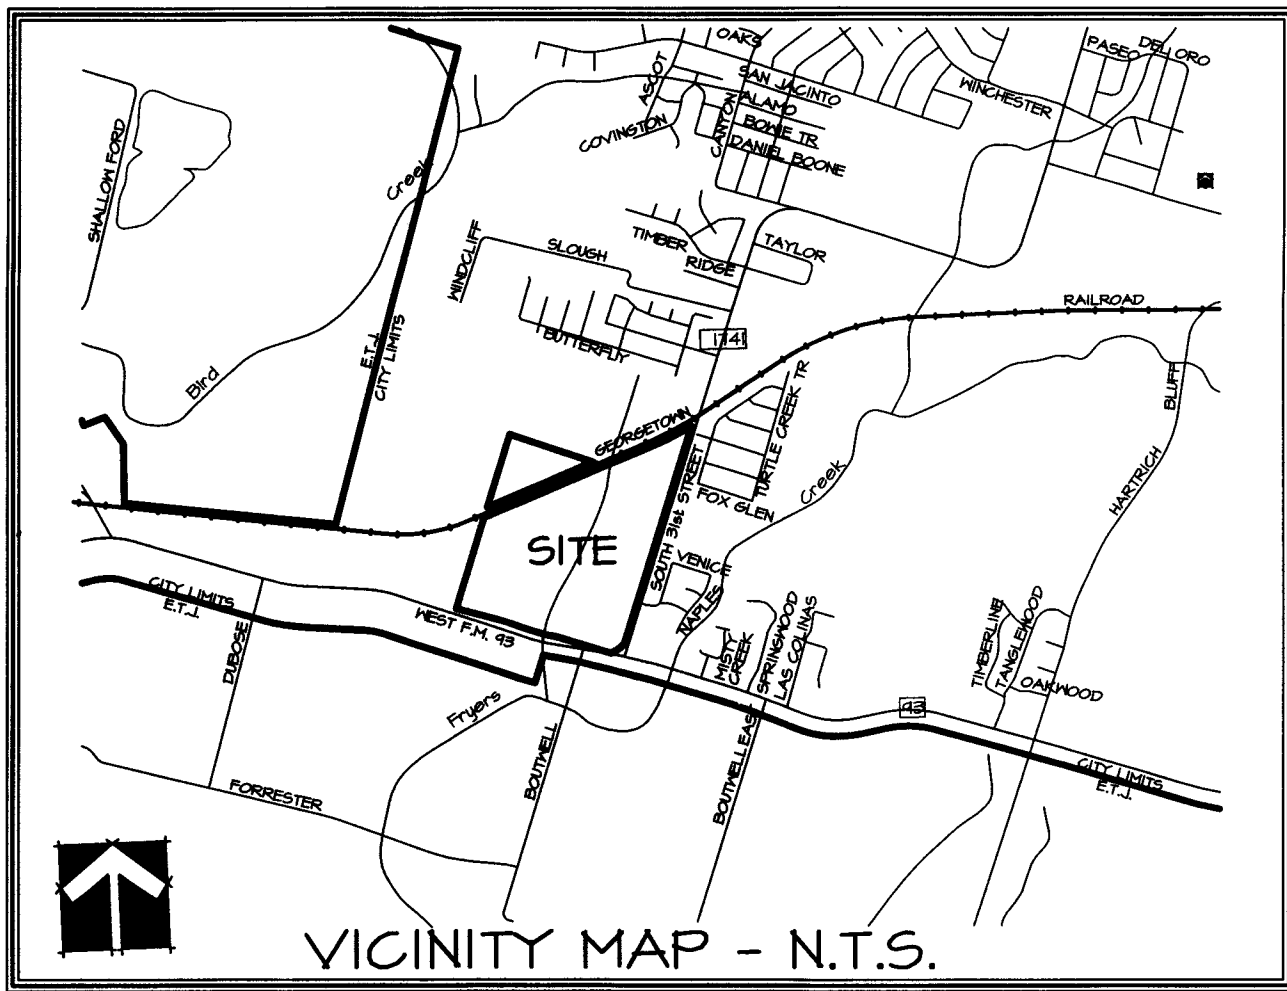 OAKS
PASEO DEL ORO
ASCOT
SAN JACINTO
WINCHESTER
ALAMO
COVINGTON
CANYON
BOWIE TR
DANIEL BOONE
SHALLOW FORD
Creek
WINDCLIFF
SLOUGH
TIMBER
RIDGE
TAYLOR
RAILROAD
E.T.J.
CITY LIMITS
BUTTERFLY
1741
Bird
BLUFF
TURTLE CREEK TR
GEORGETOWN
Creek
HARTRICH
FOX GLEN
SOUTH 31st STREET
SITE
VENICE
NAPLES
CITY LIMITS
E.T.J.
WEST F.M. 93
DUBOSE
MISTY
CREEK
SPRINGWOOD
LAS COLINAS
TIMBERLINE
TANGLEWOOD
OAKWOOD
Fryers
93
BOUTWELL
BOUTWELL EAST
CITY LIMITS
E.T.J.
FORRESTER
VICINITY MAP - N.T.S.